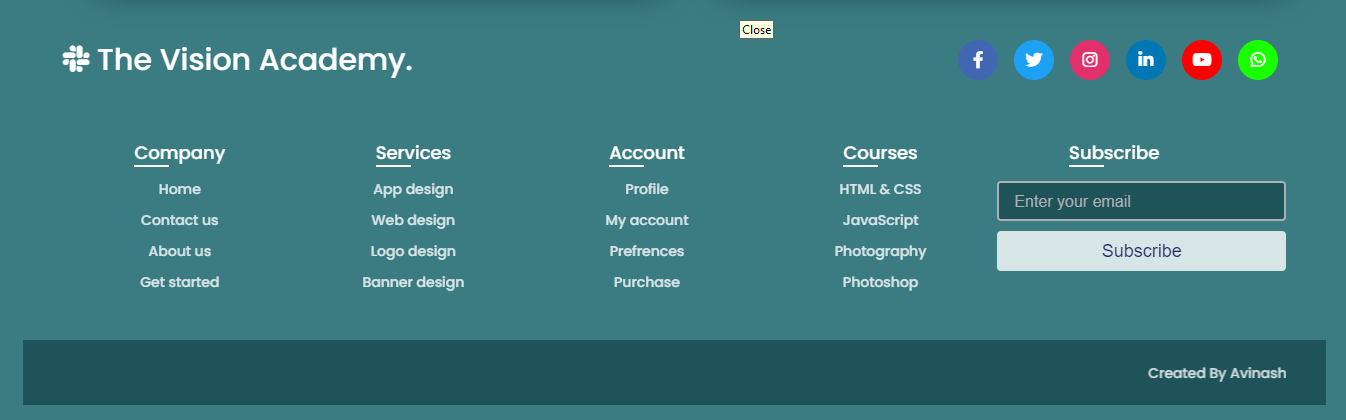 Close
The Vision Academy.
Company
Home
Contact us
About us
Get started
Services
App design
Web design
Logo design
Banner design
Account
Profile
My account
Prefrences
Purchase
Courses
HTML & CSS
JavaScript
Photography
Photoshop
Subscribe
Enter your email
Subscribe
Created By Avinash